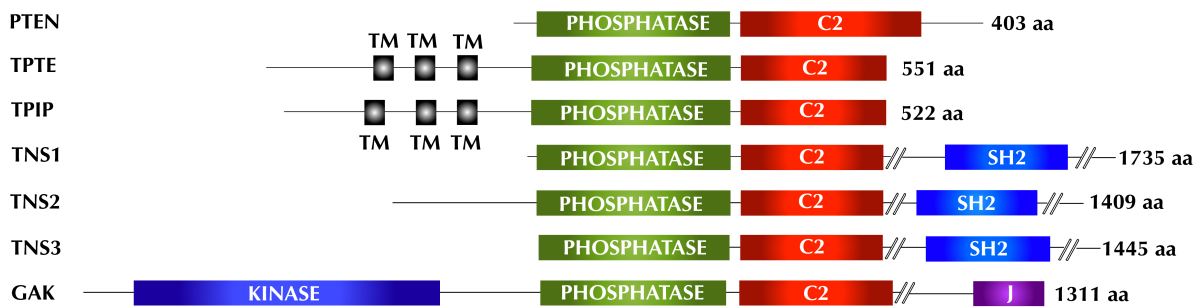 PTEN PHOSPHATASE C2 403 aa
TM TM TM
TPTE PHOSPHATASE C2 551 aa
TPIP PHOSPHATASE C2 522 aa
TM TM TM
TNS1 PHOSPHATASE C2 SH2 1735 aa
TNS2 PHOSPHATASE C2 SH2 1409 aa
TNS3 PHOSPHATASE C2 SH2 1445 aa
GAK KINASE PHOSPHATASE C2 J 1311 aa